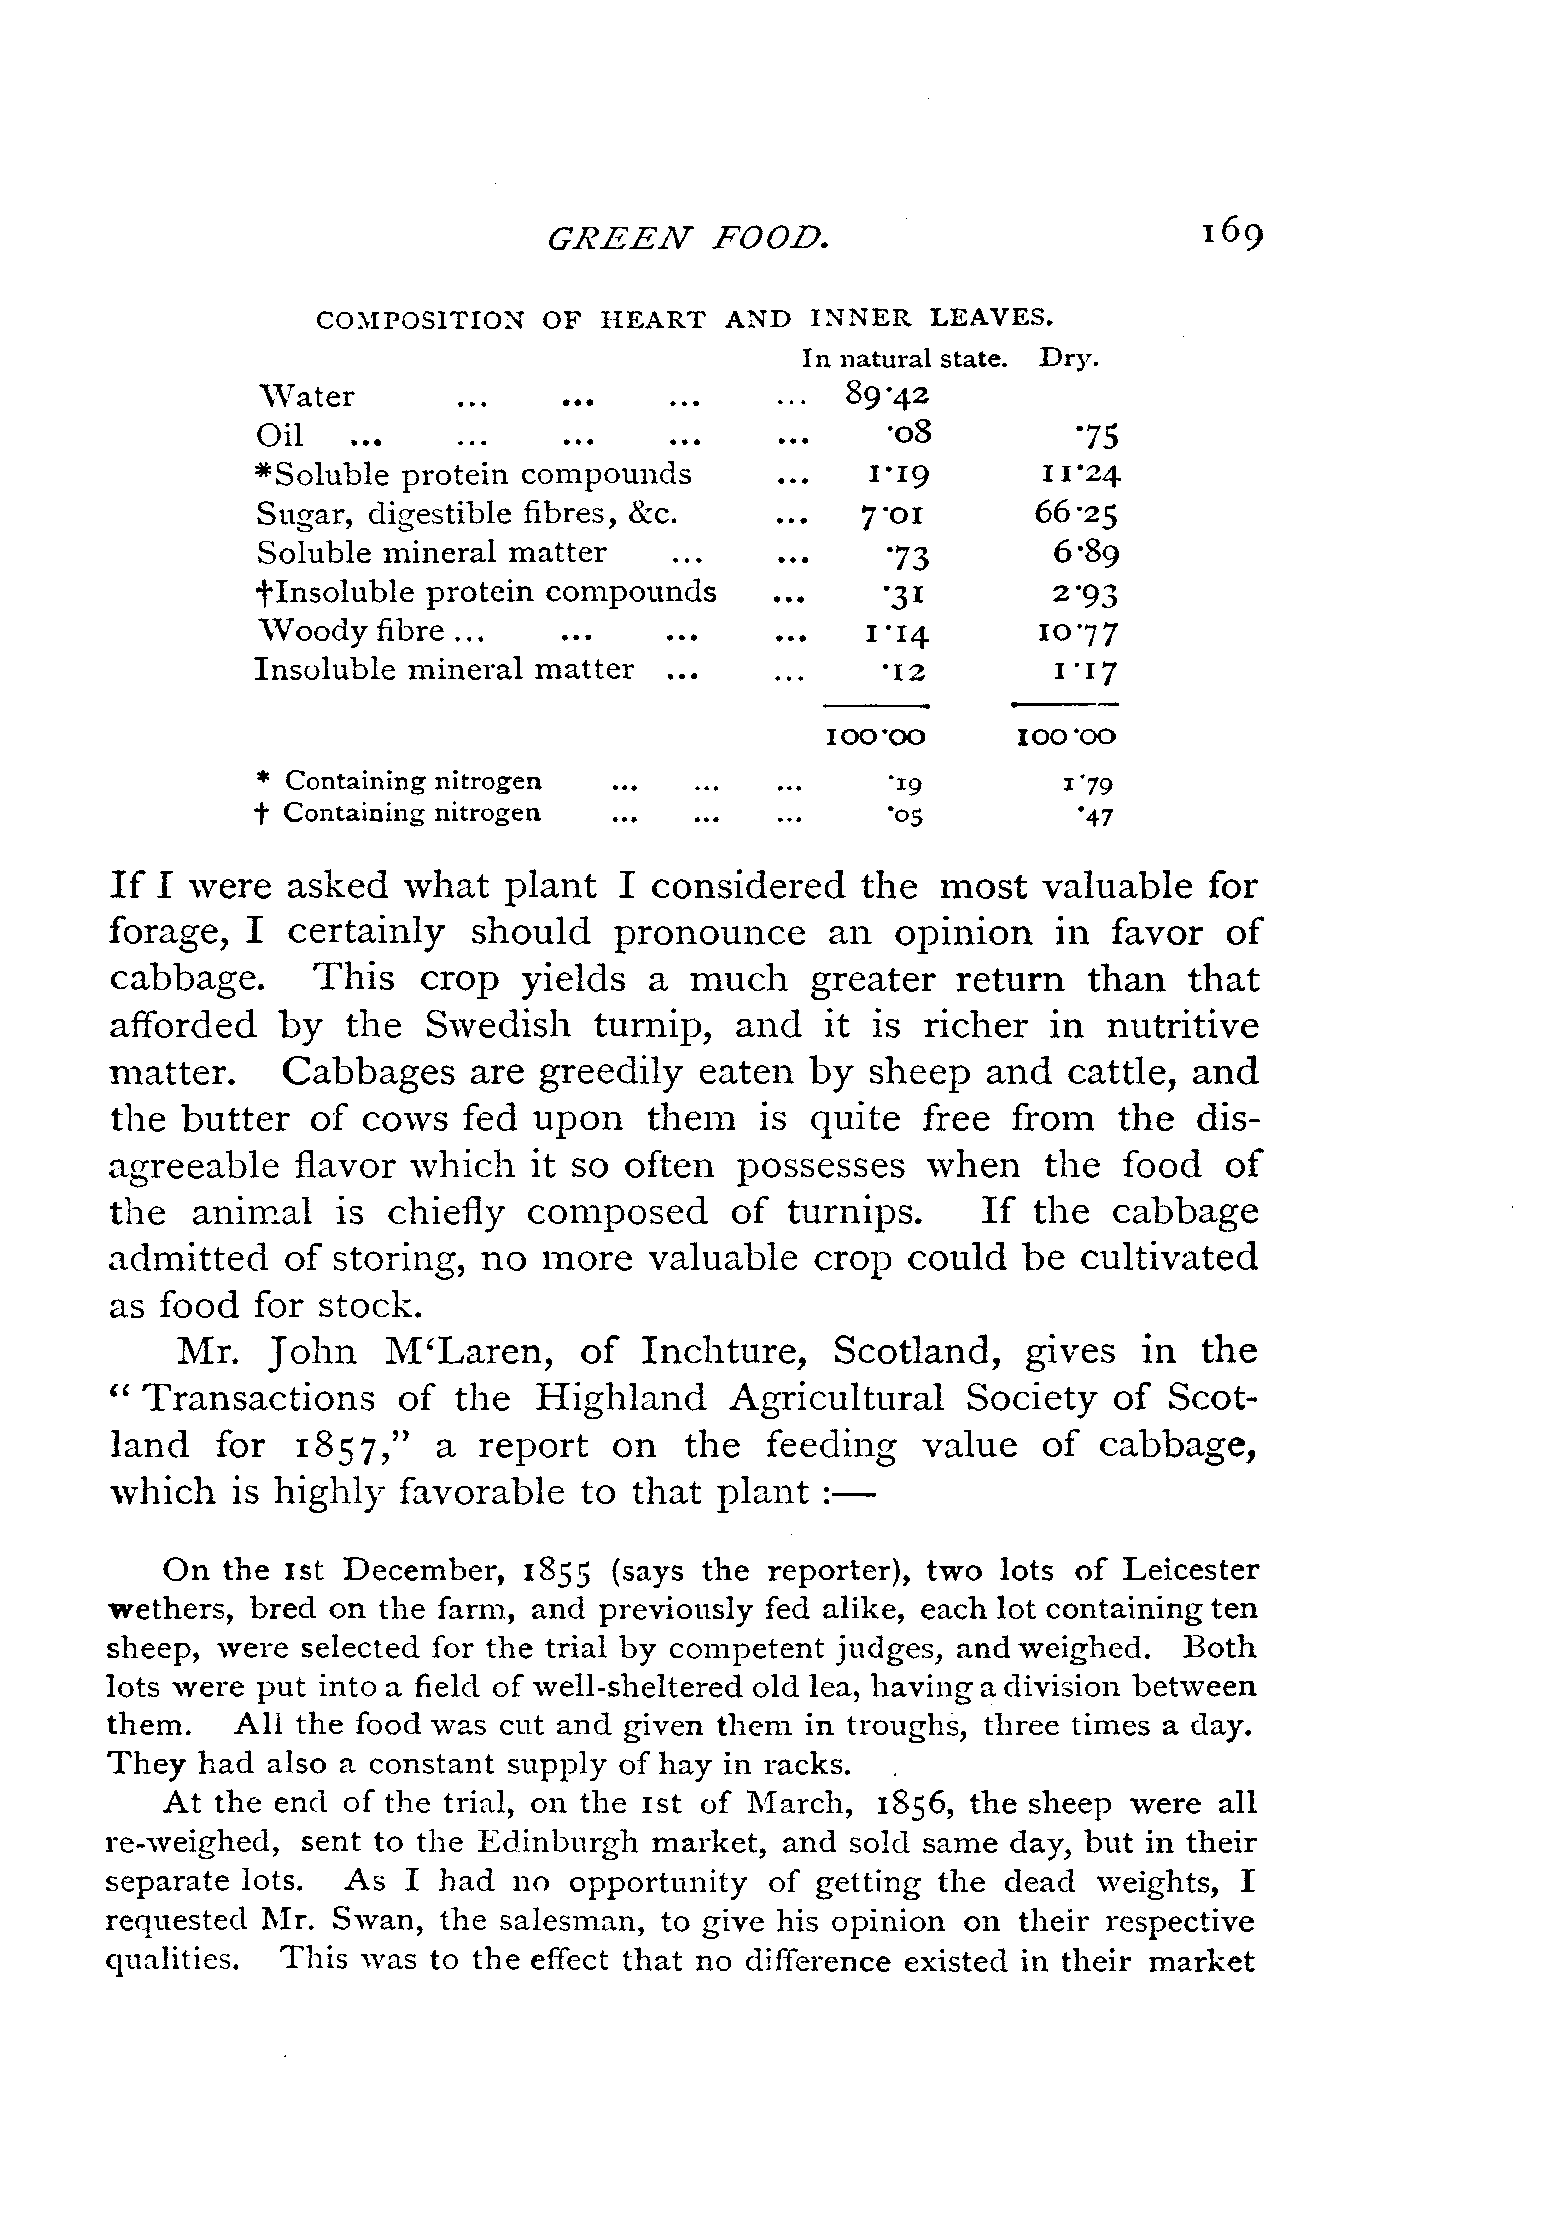 GREEN FOOD. 169
COMPOSITION OF HEART AND INNER LEAVES.
In natural state. Dry.
Water ... ... ... ... 89·42
Oil ... ... ... ... ... ·08 ·75
*Soluble protein compounds ... 1·19 11·24
Sugar, digestible fibres, &c. ... 7·01 66·25
Soluble mineral matter ... ... ·73 6·89
†Insoluble protein compounds ... ·31 2·93
Woody fibre ... ... ... ... 1·14 10·77
Insoluble mineral matter ... ... ·12 1·17
100·00 100·00
* Containing nitrogen ... ... ... ·19 1·79
† Containing nitrogen ... ... ... ·05 ·47
If I were asked what plant I considered the most valuable for
forage, I certainly should pronounce an opinion in favor of
cabbage. This crop yields a much greater return than that
afforded by the Swedish turnip, and it is richer in nutritive
matter. Cabbages are greedily eaten by sheep and cattle, and
the butter of cows fed upon them is quite free from the dis-
agreeable flavor which it so often possesses when the food of
the animal is chiefly composed of turnips. If the cabbage
admitted of storing, no more valuable crop could be cultivated
as food for stock.
Mr. John M‘Laren, of Inchture, Scotland, gives in the
“Transactions of the Highland Agricultural Society of Scot-
land for 1857,” a report on the feeding value of cabbage,
which is highly favorable to that plant :—
On the 1st December, 1855 (says the reporter), two lots of Leicester
wethers, bred on the farm, and previously fed alike, each lot containing ten
sheep, were selected for the trial by competent judges, and weighed. Both
lots were put into a field of well-sheltered old lea, having a division between
them. All the food was cut and given them in troughs, three times a day.
They had also a constant supply of hay in racks.
At the end of the trial, on the 1st of March, 1856, the sheep were all
re-weighed, sent to the Edinburgh market, and sold same day, but in their
separate lots. As I had no opportunity of getting the dead weights, I
requested Mr. Swan, the salesman, to give his opinion on their respective
qualities. This was to the effect that no difference existed in their market